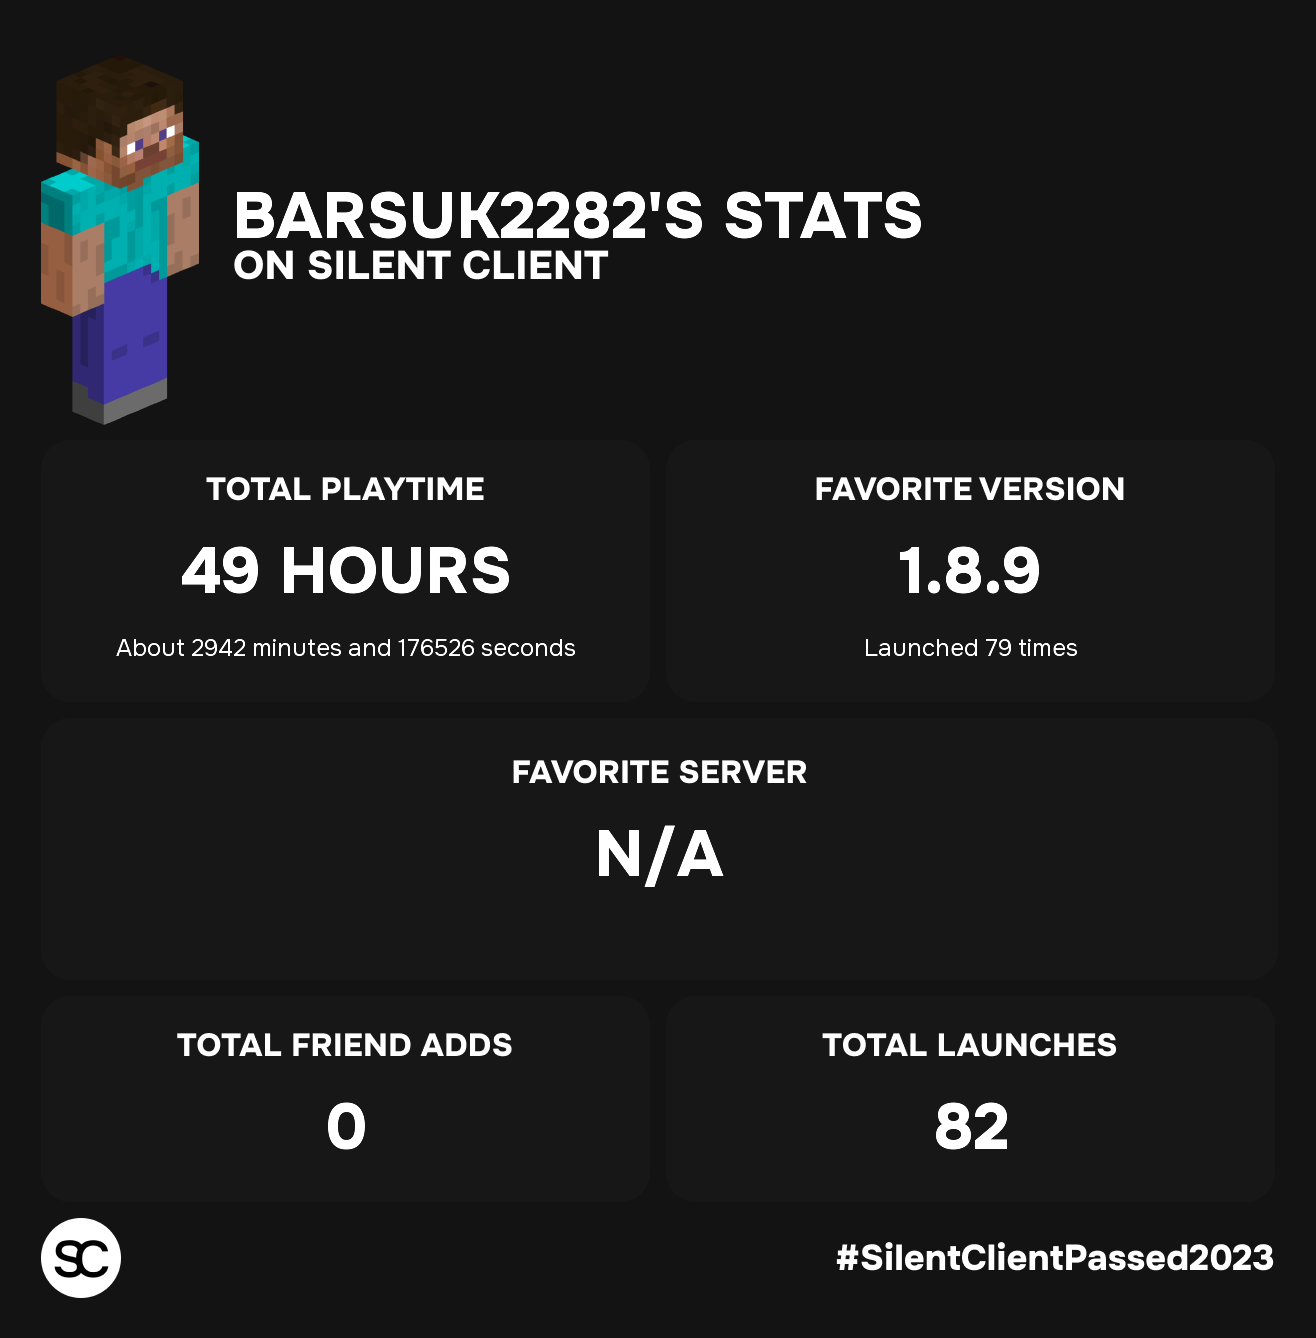 BARSUK2282'S STATS
ON SILENT CLIENT
TOTAL PLAYTIME
49 HOURS
About 2942 minutes and 176526 seconds
FAVORITE VERSION
1.8.9
Launched 79 times
FAVORITE SERVER
N/A
TOTAL FRIEND ADDS
0
TOTAL LAUNCHES
82
SC
#SilentClientPassed2023